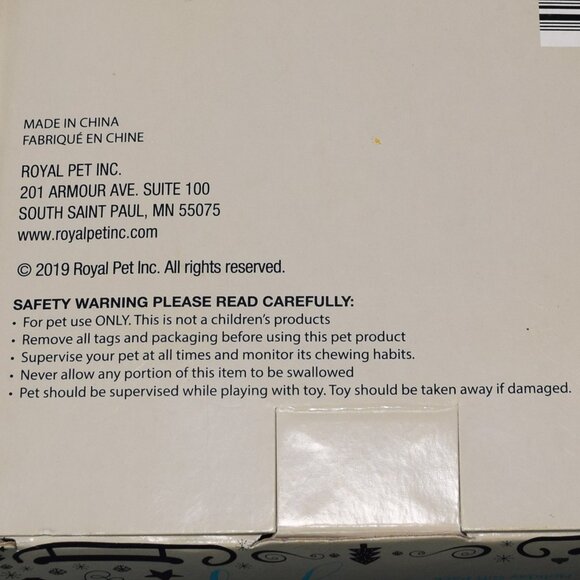 MADE IN CHINA
FABRIQUÉ EN CHINE
ROYAL PET INC.
201 ARMOUR AVE. SUITE 100
SOUTH SAINT PAUL, MN 55075
www.royalpetinc.com
© 2019 Royal Pet Inc. All rights reserved.
SAFETY WARNING PLEASE READ CAREFULLY:
• For pet use ONLY. This is not a children's products
• Remove all tags and packaging before using this pet product
• Supervise your pet at all times and monitor its chewing habits.
• Never allow any portion of this item to be swallowed
• Pet should be supervised while playing with toy. Toy should be taken away if damaged.